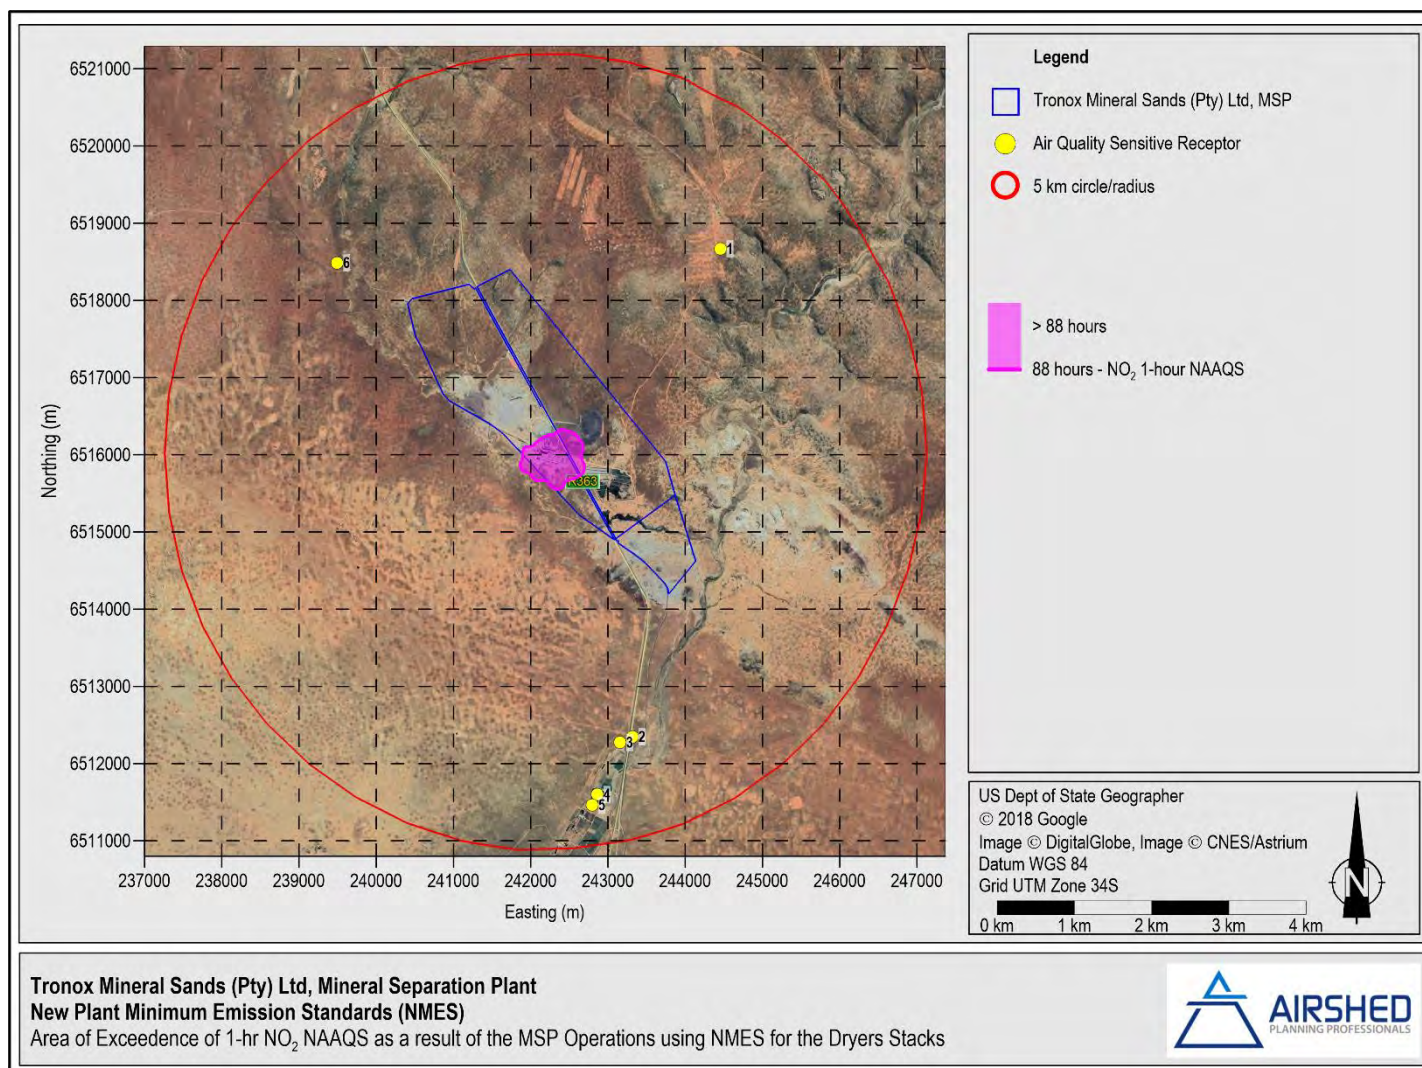 Northing (m)
6521000
6520000
6519000
6518000
6517000
6516000
6515000
6514000
6513000
6512000
6511000
1
6
R363
2
3
4
5
237000 238000 239000 240000 241000 242000 243000 244000 245000 246000 247000
Easting (m)
Legend
Tronox Mineral Sands (Pty) Ltd, MSP
Air Quality Sensitive Receptor
5 km circle/radius
> 88 hours
88 hours - NO₂ 1-hour NAAQS
US Dept of State Geographer
© 2018 Google
Image © DigitalGlobe, Image © CNES/Astrium
Datum WGS 84
Grid UTM Zone 34S
0 km 1 km 2 km 3 km 4 km
N
Tronox Mineral Sands (Pty) Ltd, Mineral Separation Plant
New Plant Minimum Emission Standards (NMES)
Area of Exceedence of 1-hr NO₂ NAAQS as a result of the MSP Operations using NMES for the Dryers Stacks
AIRSHED
PLANNING PROFESSIONALS